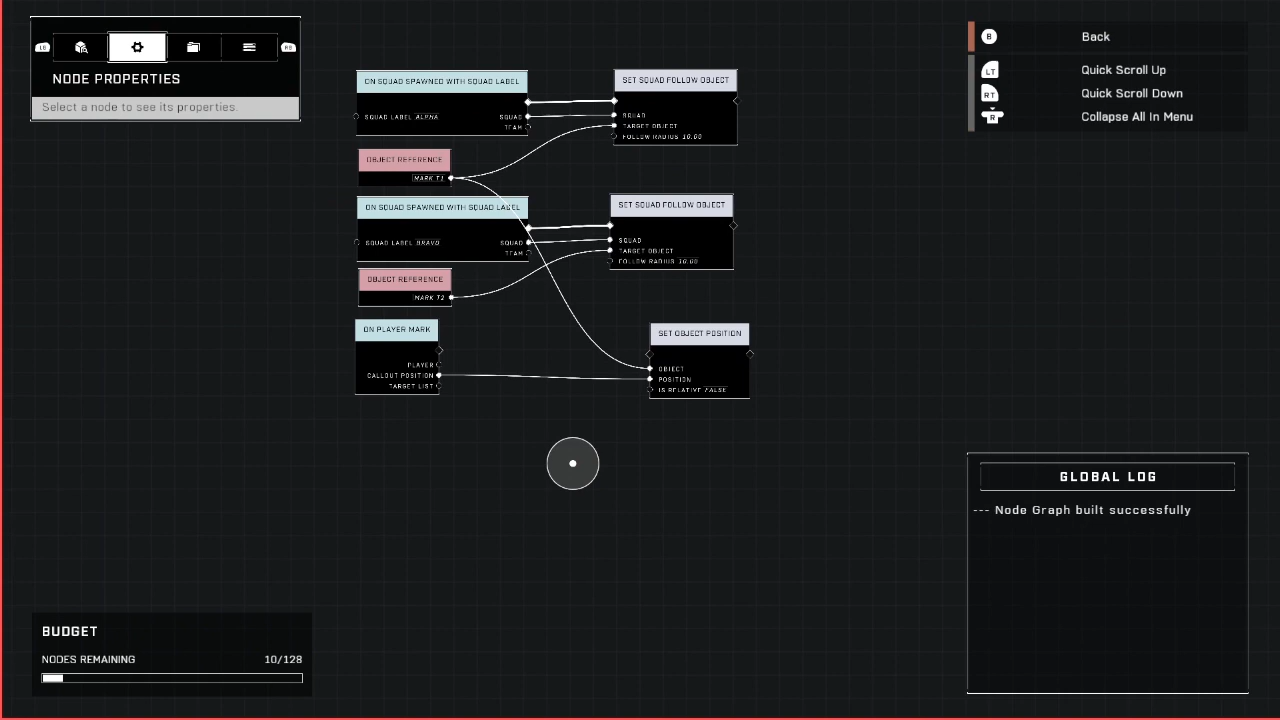 LB
RB
NODE PROPERTIES
Select a node to see its properties.
B Back
LT Quick Scroll Up
RT Quick Scroll Down
R Collapse All In Menu
ON SQUAD SPAWNED WITH SQUAD LABEL
SQUAD LABEL ALPHA
SQUAD
TEAM
SET SQUAD FOLLOW OBJECT
SQUAD
TARGET OBJECT
FOLLOW RADIUS 10.00
OBJECT REFERENCE
MARK T1
ON SQUAD SPAWNED WITH SQUAD LABEL
SQUAD LABEL BRAVO
SQUAD
TEAM
SET SQUAD FOLLOW OBJECT
SQUAD
TARGET OBJECT
FOLLOW RADIUS 10.00
OBJECT REFERENCE
MARK T2
ON PLAYER MARK
PLAYER
CALLOUT POSITION
TARGET LIST
SET OBJECT POSITION
OBJECT
POSITION
IS RELATIVE FALSE
GLOBAL LOG
--- Node Graph built successfully
BUDGET
NODES REMAINING 10/128